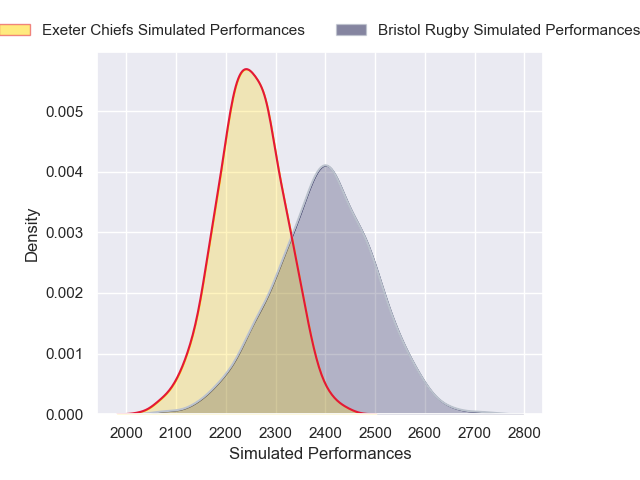 Exeter Chiefs Simulated Performances Bristol Rugby Simulated Performances
0.005
0.004
0.003
0.002
0.001
0.000
Density
2000 2100 2200 2300 2400 2500 2600 2700 2800
Simulated Performances